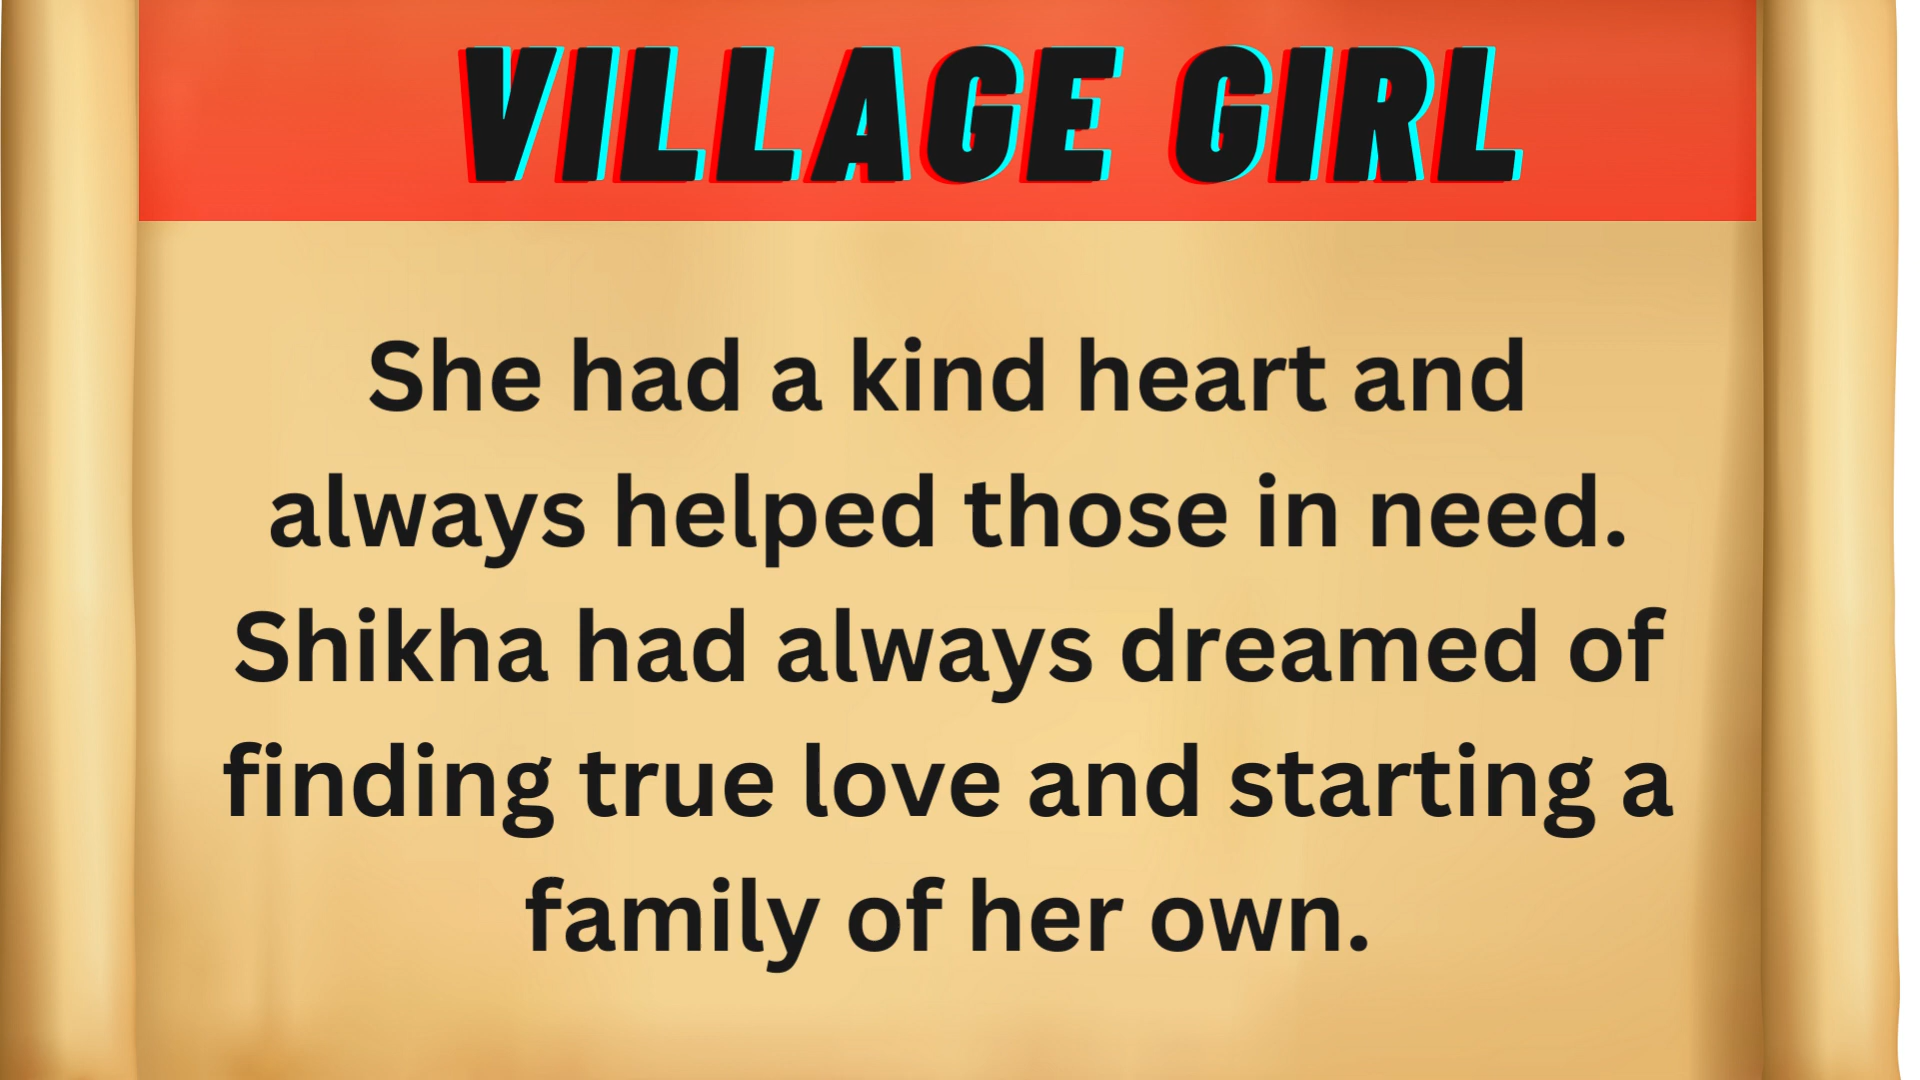 VILLAGE GIRL
She had a kind heart and
always helped those in need.
Shikha had always dreamed of
finding true love and starting a
family of her own.